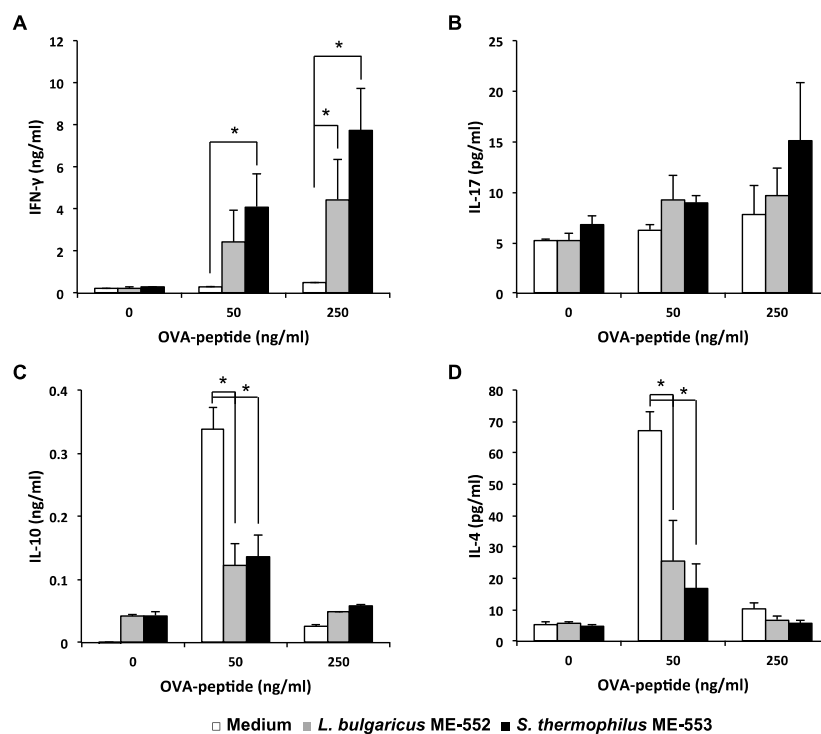 A
IFN-γ (ng/ml)
12
10
8
6
4
2
0
*
*
*
0 50 250
OVA-peptide (ng/ml)
B
IL-17 (pg/ml)
25
20
15
10
5
0
0 50 250
OVA-peptide (ng/ml)
C
IL-10 (ng/ml)
0.4
0.3
0.2
0.1
0
* *
0 50 250
OVA-peptide (ng/ml)
D
IL-4 (pg/ml)
80
70
60
50
40
30
20
10
0
* *
0 50 250
OVA-peptide (ng/ml)
Medium L. bulgaricus ME-552 S. thermophilus ME-553